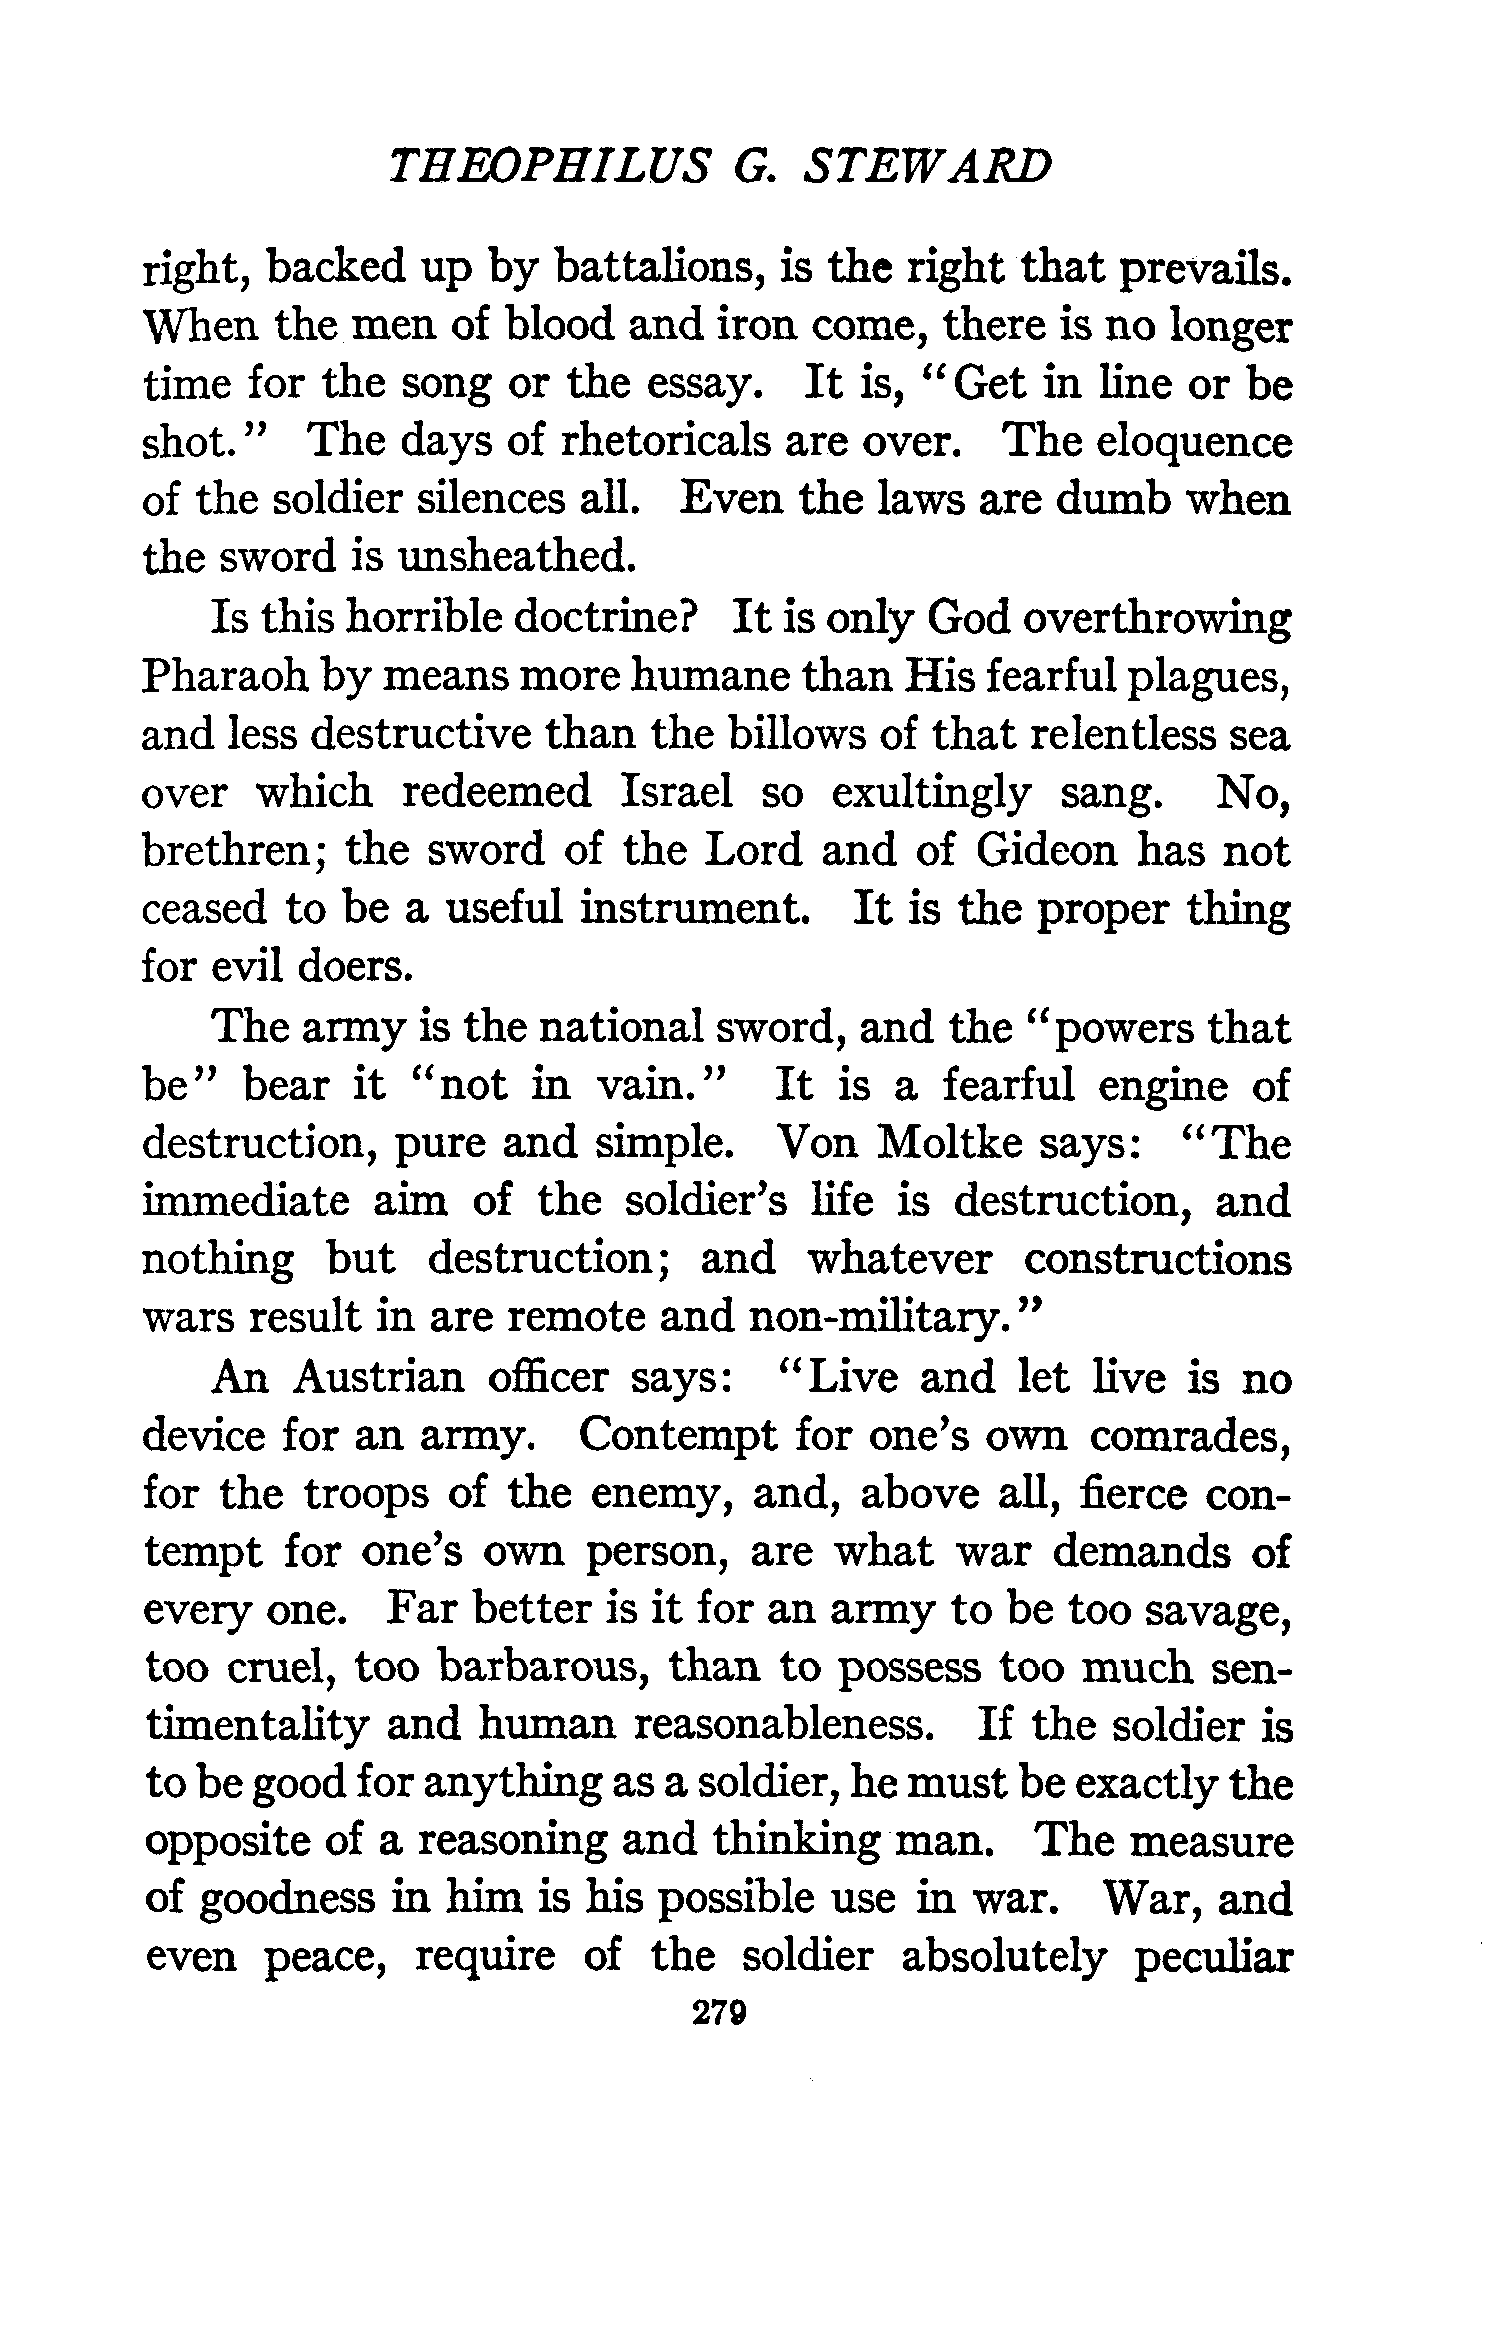 THEOPHILUS G. STEWARD
right, backed up by battalions, is the right that prevails.
When the men of blood and iron come, there is no longer
time for the song or the essay. It is, “Get in line or be
shot.” The days of rhetoricals are over. The eloquence
of the soldier silences all. Even the laws are dumb when
the sword is unsheathed.
Is this horrible doctrine? It is only God overthrowing
Pharaoh by means more humane than His fearful plagues,
and less destructive than the billows of that relentless sea
over which redeemed Israel so exultingly sang. No,
brethren; the sword of the Lord and of Gideon has not
ceased to be a useful instrument. It is the proper thing
for evil doers.
The army is the national sword, and the “powers that
be” bear it “not in vain.” It is a fearful engine of
destruction, pure and simple. Von Moltke says: “The
immediate aim of the soldier’s life is destruction, and
nothing but destruction; and whatever constructions
wars result in are remote and non-military.”
An Austrian officer says: “Live and let live is no
device for an army. Contempt for one’s own comrades,
for the troops of the enemy, and, above all, fierce con-
tempt for one’s own person, are what war demands of
every one. Far better is it for an army to be too savage,
too cruel, too barbarous, than to possess too much sen-
timentality and human reasonableness. If the soldier is
to be good for anything as a soldier, he must be exactly the
opposite of a reasoning and thinking man. The measure
of goodness in him is his possible use in war. War, and
even peace, require of the soldier absolutely peculiar
279